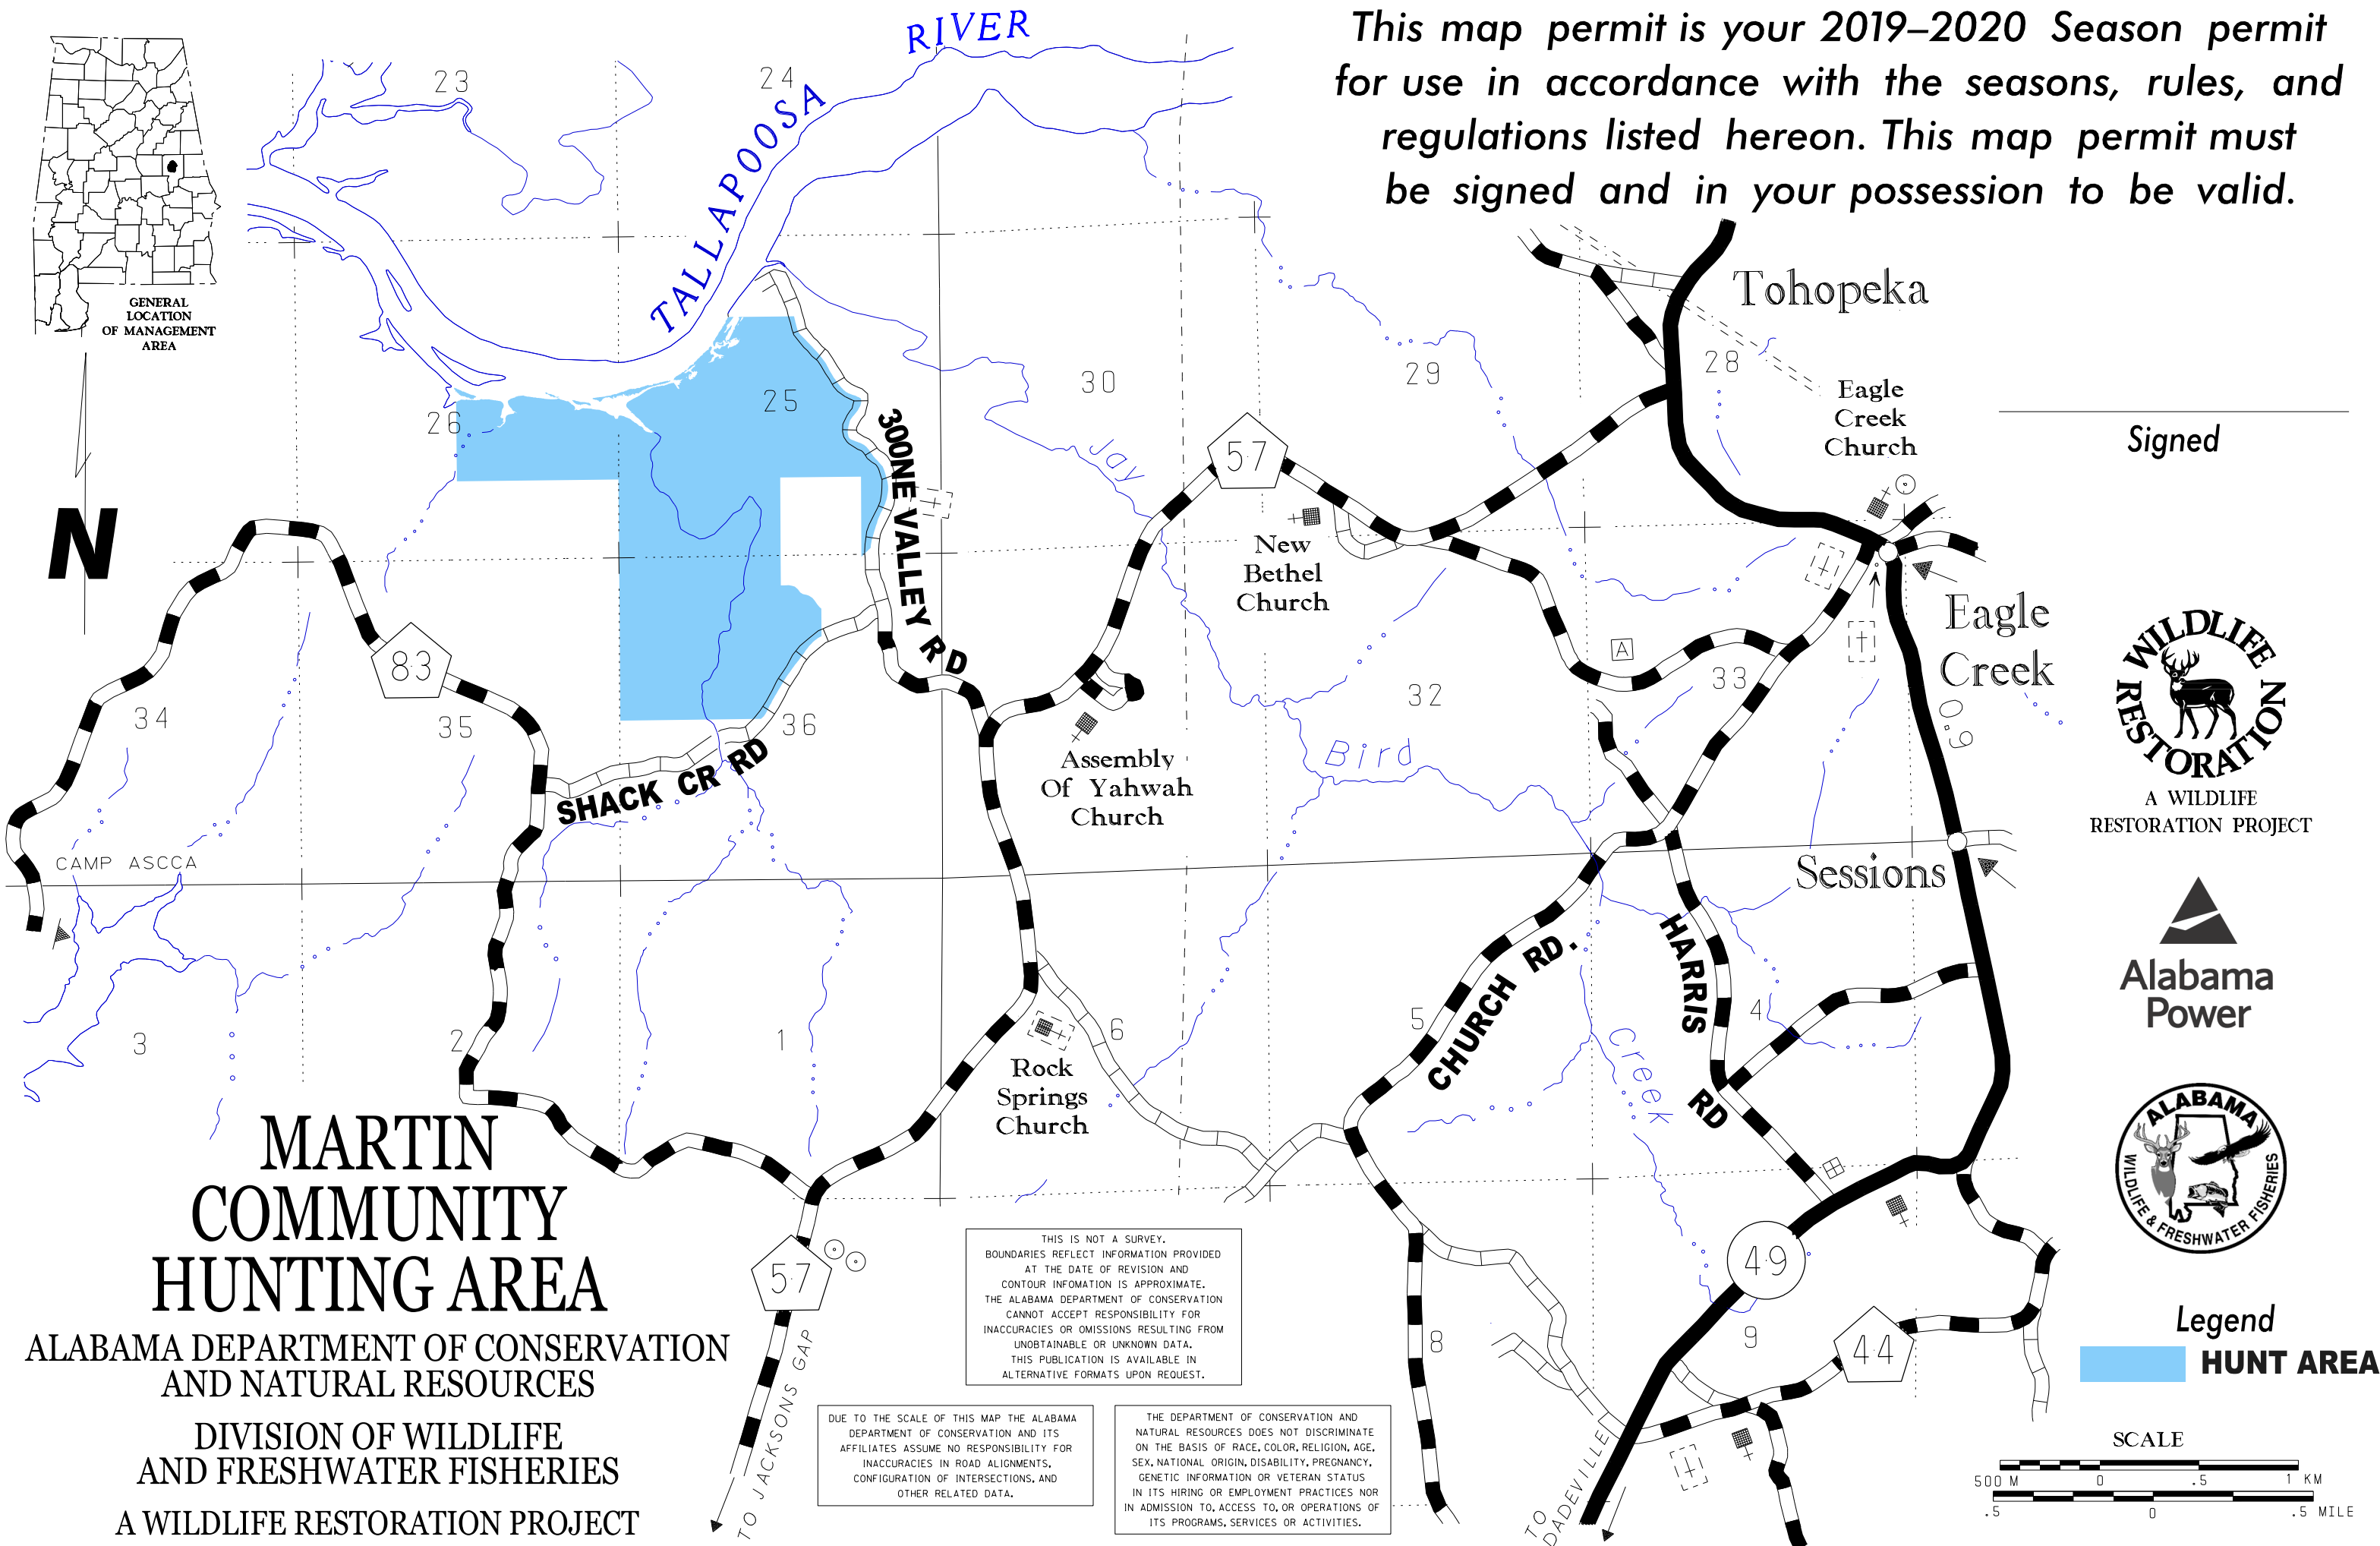 This map permit is your 2019–2020 Season permit
for use in accordance with the seasons, rules, and
regulations listed hereon. This map permit must
be signed and in your possession to be valid.
RIVER
TALLAPOOSA
23
24
GENERAL
LOCATION
OF MANAGEMENT
AREA
N
Tohopeka
28
29
30
25
26
Eagle
Creek
Church
Signed
300NE VALLEY RD
Jay
57
New
Bethel
Church
83
34
35
36
SHACK CR RD
Assembly
Of Yahwah
Church
32
Bird
A
33
Eagle
Creek
0.9
WILDLIFE
RESTORATION
A WILDLIFE
RESTORATION PROJECT
CAMP ASCCA
Sessions
HARRIS
RD
CHURCH RD.
Alabama
Power
3
2
1
6
5
4
Creek
Rock
Springs
Church
ALABAMA
WILDLIFE & FRESHWATER FISHERIES
MARTIN
COMMUNITY
HUNTING AREA
ALABAMA DEPARTMENT OF CONSERVATION
AND NATURAL RESOURCES
DIVISION OF WILDLIFE
AND FRESHWATER FISHERIES
A WILDLIFE RESTORATION PROJECT
57
TO JACKSONS GAP
THIS IS NOT A SURVEY.
BOUNDARIES REFLECT INFORMATION PROVIDED
AT THE DATE OF REVISION AND
CONTOUR INFOMATION IS APPROXIMATE.
THE ALABAMA DEPARTMENT OF CONSERVATION
CANNOT ACCEPT RESPONSIBILITY FOR
INACCURACIES OR OMISSIONS RESULTING FROM
UNOBTAINABLE OR UNKNOWN DATA.
THIS PUBLICATION IS AVAILABLE IN
ALTERNATIVE FORMATS UPON REQUEST.
DUE TO THE SCALE OF THIS MAP THE ALABAMA
DEPARTMENT OF CONSERVATION AND ITS
AFFILIATES ASSUME NO RESPONSIBILITY FOR
INACCURACIES IN ROAD ALIGNMENTS,
CONFIGURATION OF INTERSECTIONS, AND
OTHER RELATED DATA.
THE DEPARTMENT OF CONSERVATION AND
NATURAL RESOURCES DOES NOT DISCRIMINATE
ON THE BASIS OF RACE, COLOR, RELIGION, AGE,
SEX, NATIONAL ORIGIN, DISABILITY, PREGNANCY,
GENETIC INFORMATION OR VETERAN STATUS
IN ITS HIRING OR EMPLOYMENT PRACTICES NOR
IN ADMISSION TO, ACCESS TO, OR OPERATIONS OF
ITS PROGRAMS, SERVICES OR ACTIVITIES.
8
49
9
44
TO
DADEVILLE
Legend
HUNT AREA
SCALE
500 M 0 .5 1 KM
.5 0 .5 MILE